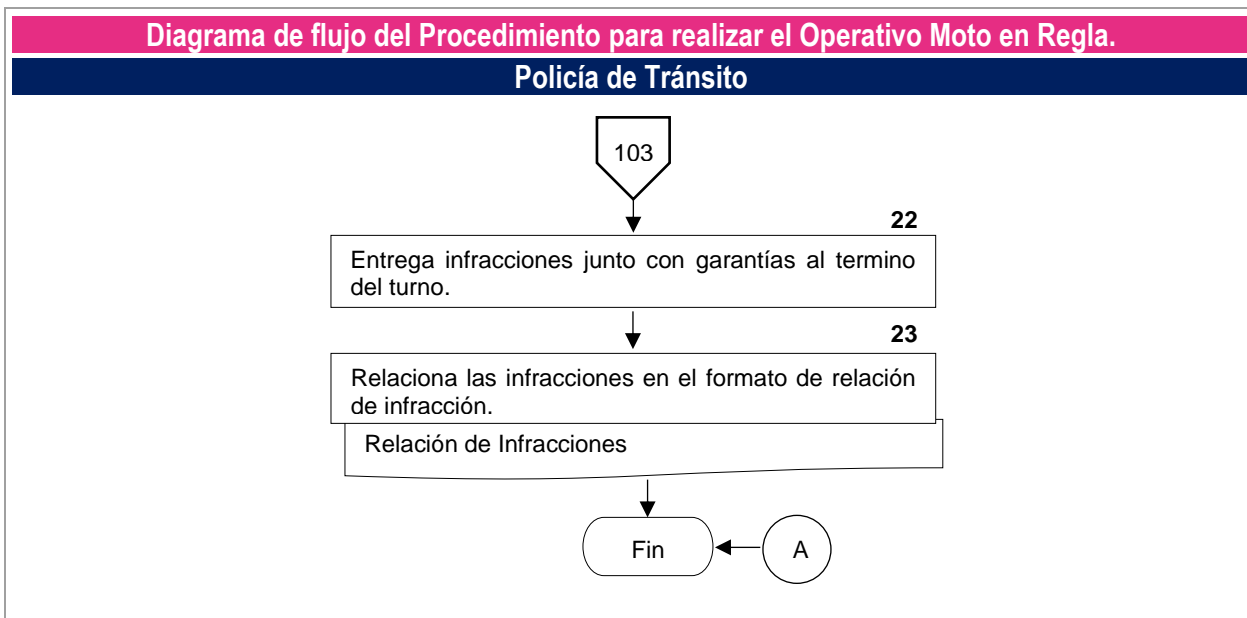 Diagrama de flujo del Procedimiento para realizar el Operativo Moto en Regla.
Policía de Tránsito
103
22
Entrega infracciones junto con garantías al termino
del turno.
23
Relaciona las infracciones en el formato de relación
de infracción.
Relación de Infracciones
Fin
A